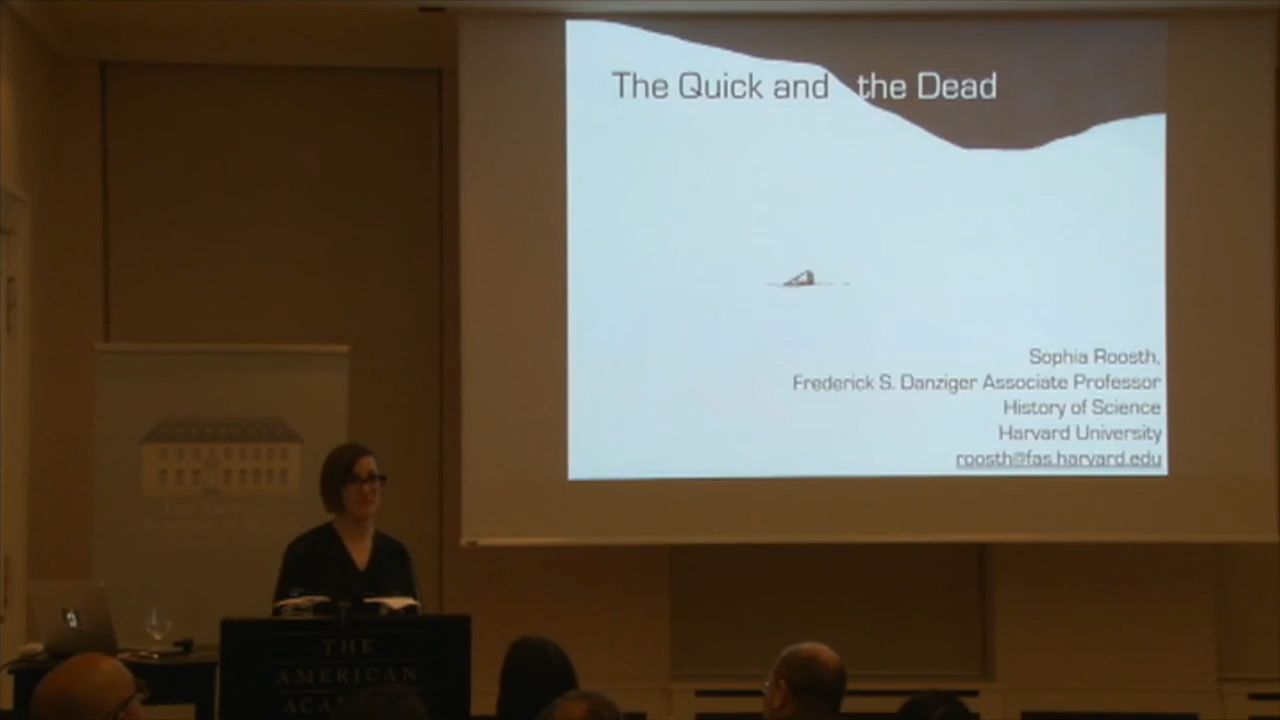 The Quick and the Dead
Sophia Roosth,
Frederick S. Danziger Associate Professor
History of Science
Harvard University
roosth@fas.harvard.edu
THE
AMERICAN